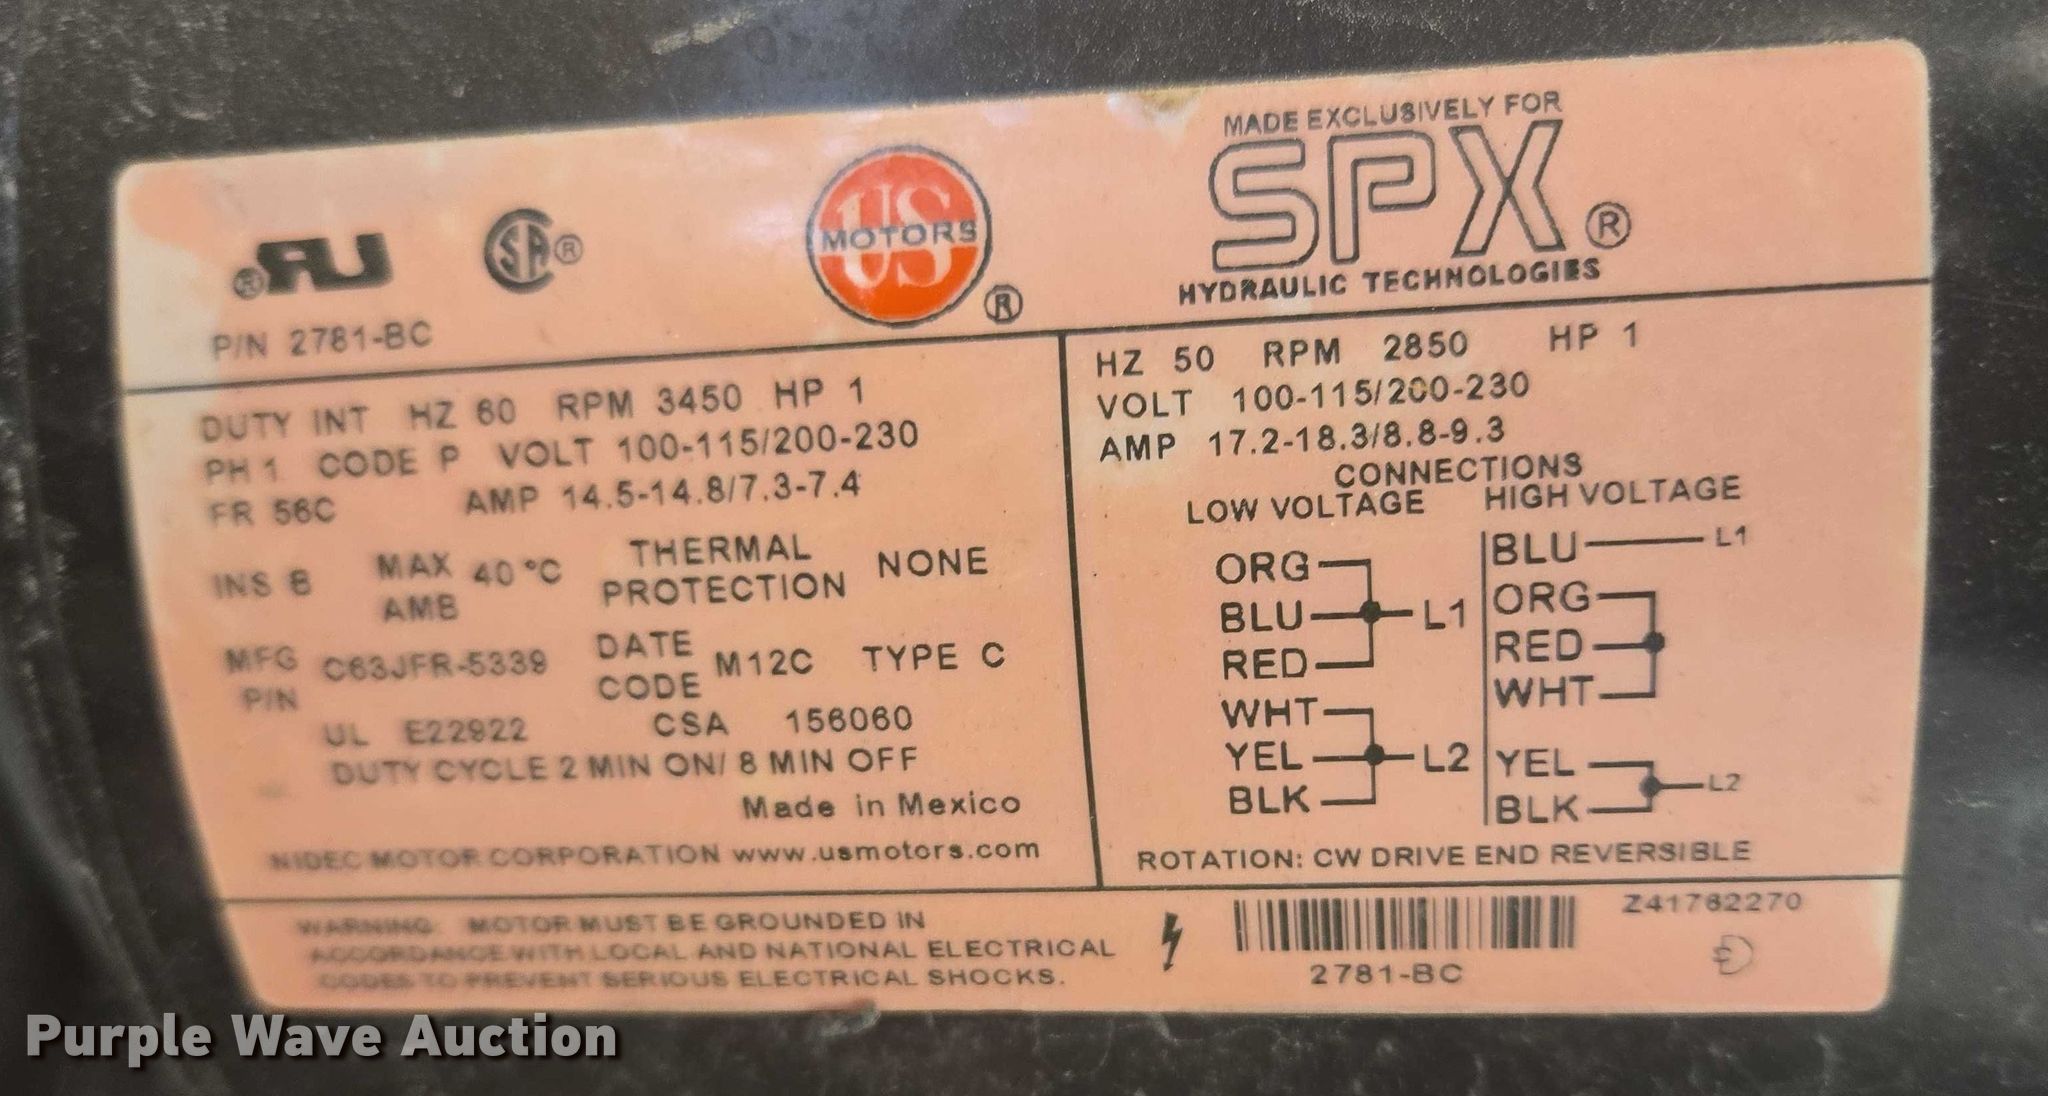 MADE EXCLUSIVELY FOR
SPX®
HYDRAULIC TECHNOLOGIES
®RU
SA®
US
MOTORS
®
P/N 2781-BC
DUTY INT HZ 60 RPM 3450 HP 1
PH 1 CODE P VOLT 100-115/200-230
FR 56C AMP 14.5-14.8/7.3-7.4
INS B MAX AMB 40 °C THERMAL PROTECTION NONE
MFG P/N C63JFR-5339 DATE CODE M12C TYPE C
UL E22922 CSA 156060
DUTY CYCLE 2 MIN ON/ 8 MIN OFF
Made in Mexico
NIDEC MOTOR CORPORATION www.usmotors.com
HZ 50 RPM 2850 HP 1
VOLT 100-115/200-230
AMP 17.2-18.3/8.8-9.3
CONNECTIONS
LOW VOLTAGE
ORG
BLU L1
RED
WHT
YEL L2
BLK
HIGH VOLTAGE
BLU L1
ORG
RED
WHT
YEL
L2
BLK
ROTATION: CW DRIVE END REVERSIBLE
WARNING: MOTOR MUST BE GROUNDED IN
ACCORDANCE WITH LOCAL AND NATIONAL ELECTRICAL
CODES TO PREVENT SERIOUS ELECTRICAL SHOCKS.
2781-BC
Z41762270
Purple Wave Auction